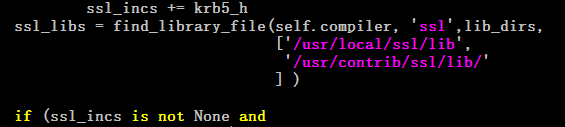 ssl_incs += krb5_h
ssl_libs = find_library_file(self.compiler, 'ssl',lib_dirs,
['/usr/local/ssl/lib',
'/usr/contrib/ssl/lib/'
] )
if (ssl_incs is not None and